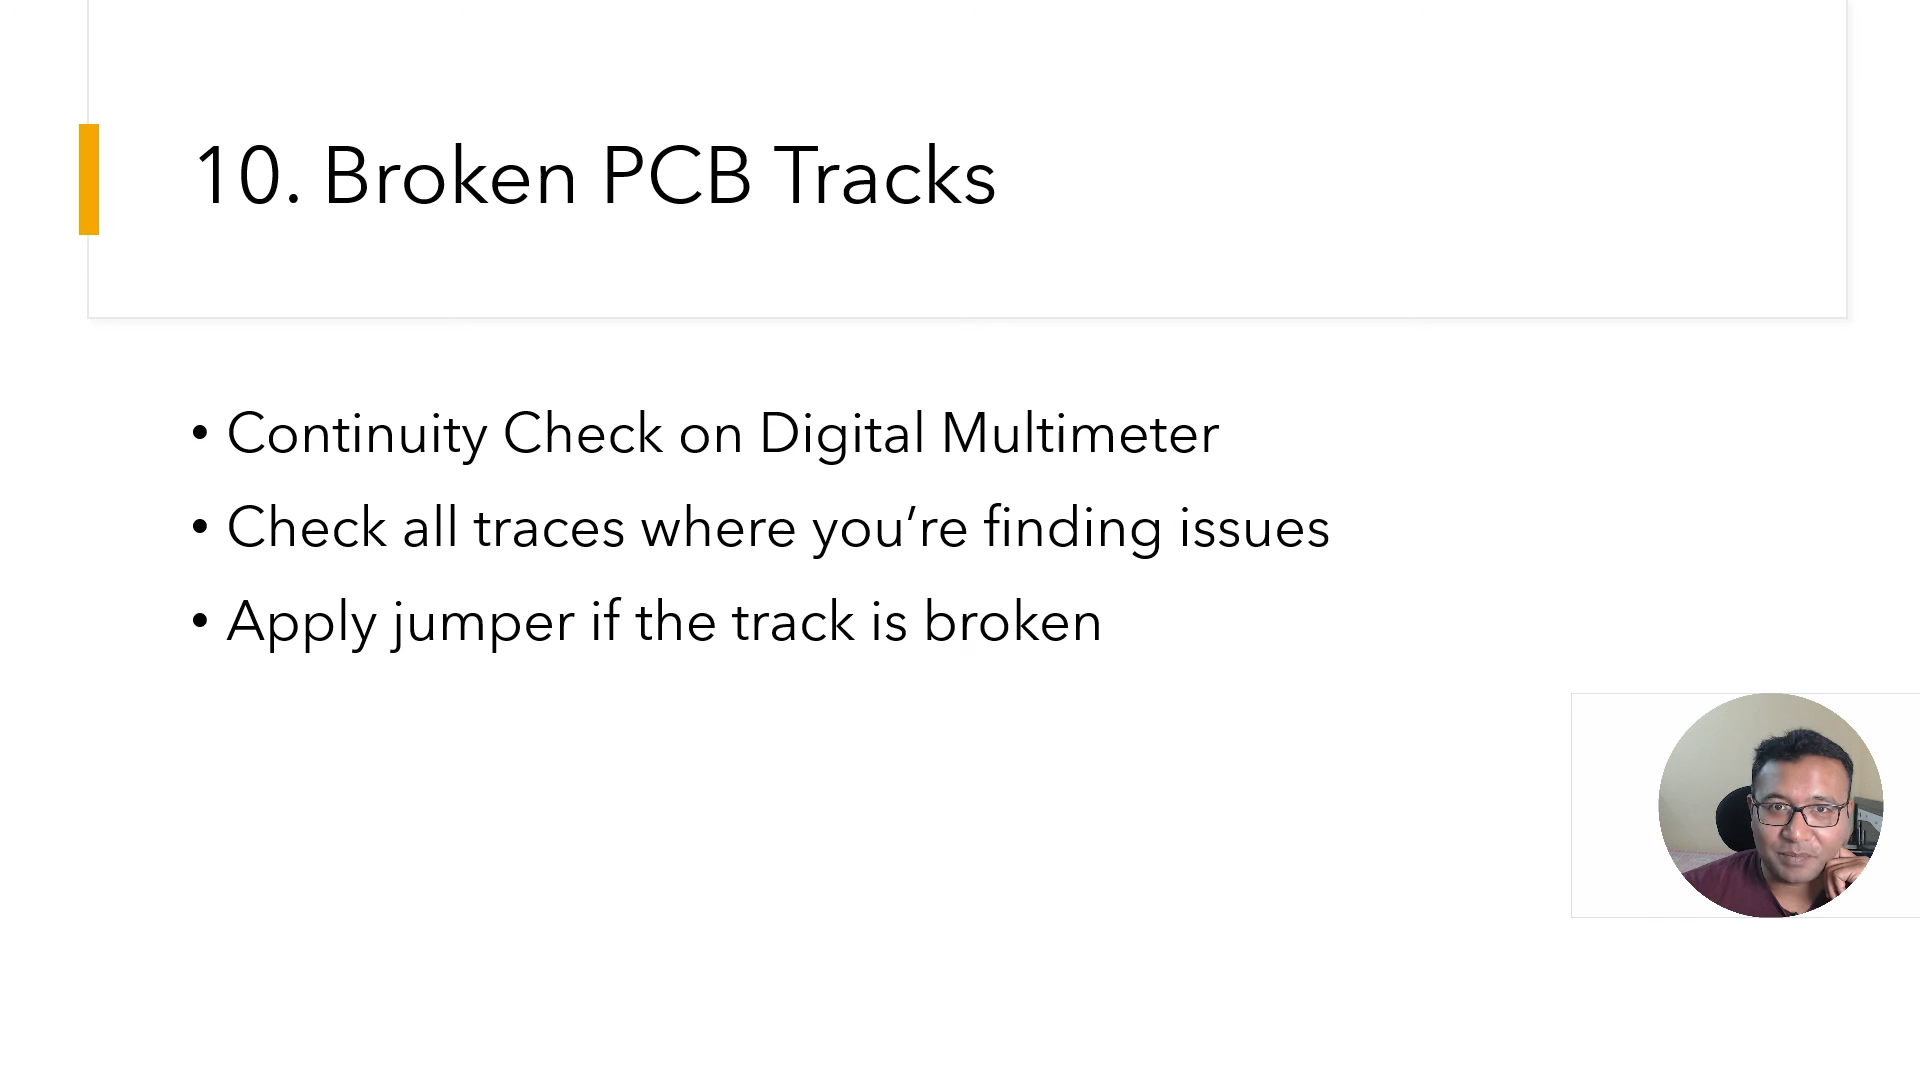 10. Broken PCB Tracks
• Continuity Check on Digital Multimeter
• Check all traces where you’re finding issues
• Apply jumper if the track is broken